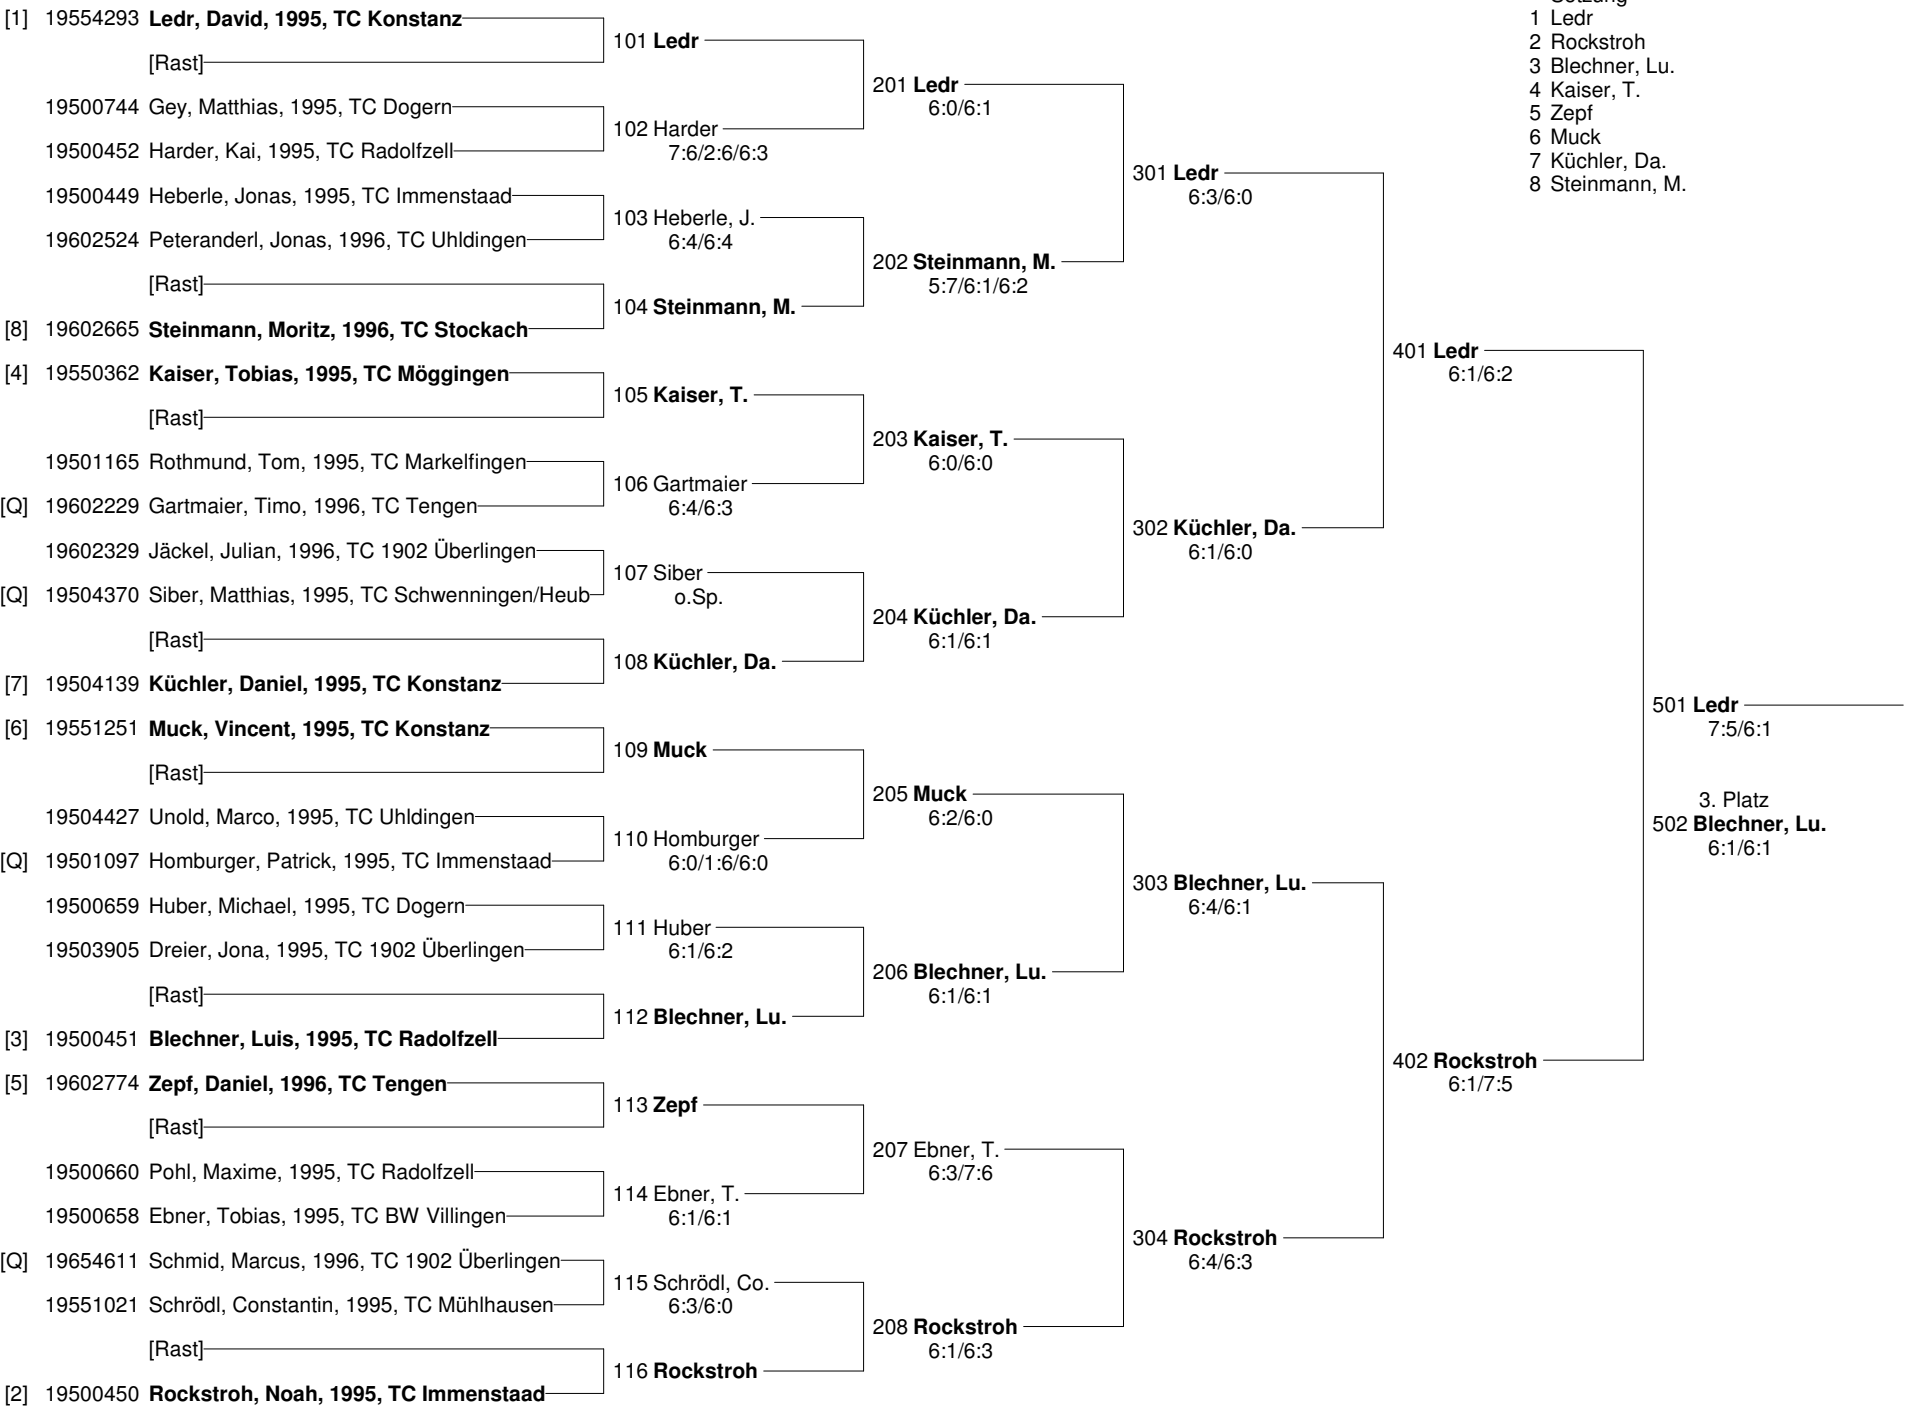 [1] 19554293 Ledr, David, 1995, TC Konstanz
[Rast]
19500744 Gey, Matthias, 1995, TC Dogern
19500452 Harder, Kai, 1995, TC Radolfzell
19500449 Heberle, Jonas, 1995, TC Immenstaad
19602524 Peteranderl, Jonas, 1996, TC Uhldingen
[Rast]
[8] 19602665 Steinmann, Moritz, 1996, TC Stockach
[4] 19550362 Kaiser, Tobias, 1995, TC Möggingen
[Rast]
19501165 Rothmund, Tom, 1995, TC Markelfingen
[Q] 19602229 Gartmaier, Timo, 1996, TC Tengen
19602329 Jäckel, Julian, 1996, TC 1902 Überlingen
[Q] 19504370 Siber, Matthias, 1995, TC Schwenningen/Heub
[Rast]
[7] 19504139 Küchler, Daniel, 1995, TC Konstanz
[6] 19551251 Muck, Vincent, 1995, TC Konstanz
[Rast]
19504427 Unold, Marco, 1995, TC Uhldingen
[Q] 19501097 Homburger, Patrick, 1995, TC Immenstaad
19500659 Huber, Michael, 1995, TC Dogern
19503905 Dreier, Jona, 1995, TC 1902 Überlingen
[Rast]
[3] 19500451 Blechner, Luis, 1995, TC Radolfzell
[5] 19602774 Zepf, Daniel, 1996, TC Tengen
[Rast]
19500660 Pohl, Maxime, 1995, TC Radolfzell
19500658 Ebner, Tobias, 1995, TC BW Villingen
[Q] 19654611 Schmid, Marcus, 1996, TC 1902 Überlingen
19551021 Schrödl, Constantin, 1995, TC Mühlhausen
[Rast]
[2] 19500450 Rockstroh, Noah, 1995, TC Immenstaad
101 Ledr
102 Harder
7:6/2:6/6:3
103 Heberle, J.
6:4/6:4
104 Steinmann, M.
105 Kaiser, T.
106 Gartmaier
6:4/6:3
107 Siber
o.Sp.
108 Küchler, Da.
109 Muck
110 Homburger
6:0/1:6/6:0
111 Huber
6:1/6:2
112 Blechner, Lu.
113 Zepf
114 Ebner, T.
6:1/6:1
115 Schrödl, Co.
6:3/6:0
116 Rockstroh
201 Ledr
6:0/6:1
202 Steinmann, M.
5:7/6:1/6:2
203 Kaiser, T.
6:0/6:0
204 Küchler, Da.
6:1/6:1
205 Muck
6:2/6:0
206 Blechner, Lu.
6:1/6:1
207 Ebner, T.
6:3/7:6
208 Rockstroh
6:1/6:3
301 Ledr
6:3/6:0
302 Küchler, Da.
6:1/6:0
303 Blechner, Lu.
6:4/6:1
304 Rockstroh
6:4/6:3
401 Ledr
6:1/6:2
402 Rockstroh
6:1/7:5
501 Ledr
7:5/6:1
3. Platz
502 Blechner, Lu.
6:1/6:1
1 Ledr
2 Rockstroh
3 Blechner, Lu.
4 Kaiser, T.
5 Zepf
6 Muck
7 Küchler, Da.
8 Steinmann, M.